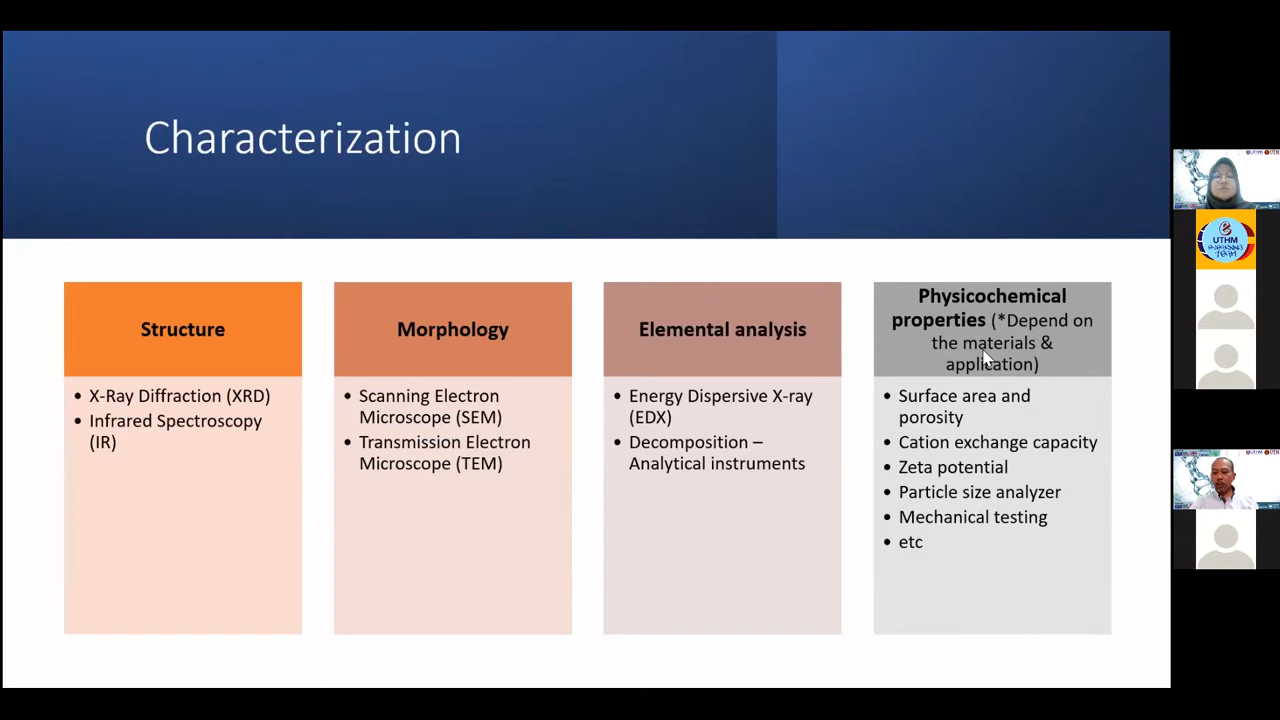 Characterization
Structure
• X-Ray Diffraction (XRD)
• Infrared Spectroscopy
(IR)
Morphology
• Scanning Electron
Microscope (SEM)
• Transmission Electron
Microscope (TEM)
Elemental analysis
• Energy Dispersive X-ray
(EDX)
• Decomposition –
Analytical instruments
Physicochemical
properties (*Depend on
the materials &
application)
• Surface area and
porosity
• Cation exchange capacity
• Zeta potential
• Particle size analyzer
• Mechanical testing
• etc
UTHM